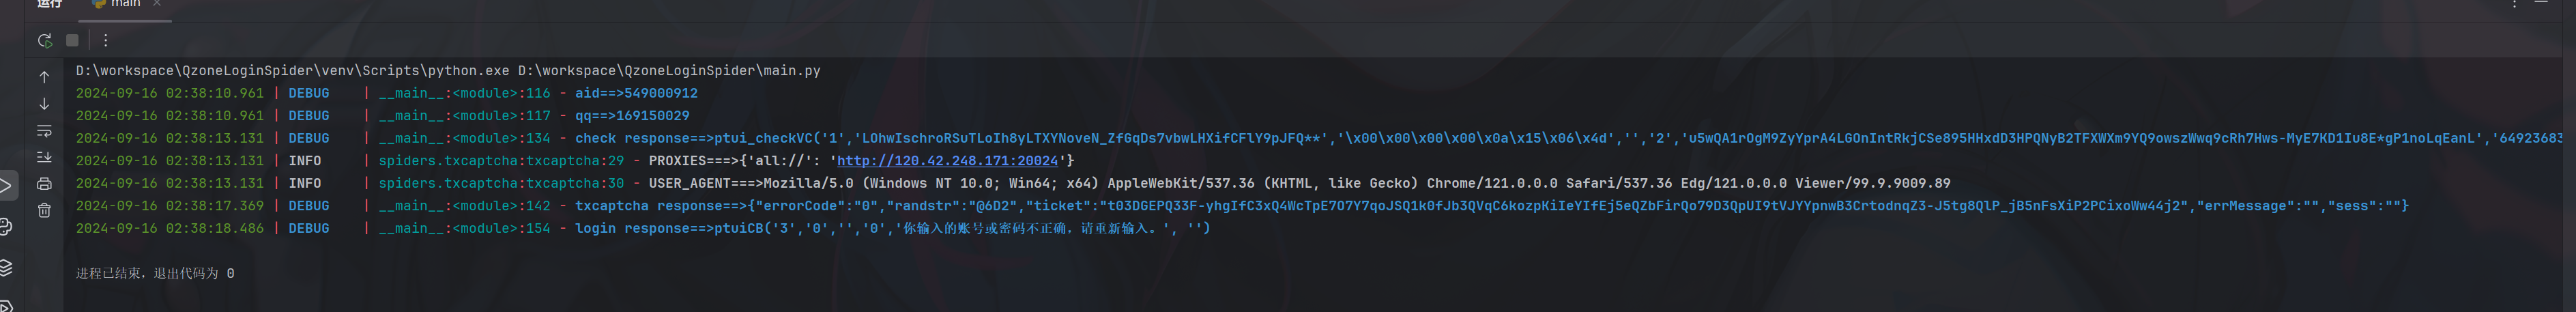 运行 main ×
D:\workspace\QzoneLoginSpider\venv\Scripts\python.exe D:\workspace\QzoneLoginSpider\main.py
2024-09-16 02:38:10.961 | DEBUG | __main__:<module>:116 - aid==>549000912
2024-09-16 02:38:10.961 | DEBUG | __main__:<module>:117 - qq==>169150029
2024-09-16 02:38:13.131 | DEBUG | __main__:<module>:134 - check response==>ptui_checkVC('1','LOhwIschroRSuTLoIh8yLTXYNoveN_ZfGqDs7vbwLHXifCFlY9pJFQ**','\x00\x00\x00\x00\x0a\x15\x06\x4d','','2','u5wQA1rOgM9ZyYprA4LGOnIntRkjCSe895HHxdD3HPQNyB2TFXWXm9YQ9owszWwq9cRh7Hws-MyE7KD1Iu8E*gP1noLqEanL','64923683
2024-09-16 02:38:13.131 | INFO | spiders.txcaptcha:txcaptcha:29 - PROXIES===>{'all://': 'http://120.42.248.171:20024'}
2024-09-16 02:38:13.131 | INFO | spiders.txcaptcha:txcaptcha:30 - USER_AGENT===>Mozilla/5.0 (Windows NT 10.0; Win64; x64) AppleWebKit/537.36 (KHTML, like Gecko) Chrome/121.0.0.0 Safari/537.36 Edg/121.0.0.0 Viewer/99.9.9009.89
2024-09-16 02:38:17.369 | DEBUG | __main__:<module>:142 - txcaptcha response==>{"errorCode":"0","randstr":"@6D2","ticket":"t03DGEPQ33F-yhgIfC3xQ4WcTpE7O7Y7qoJSQ1k0fJb3QVqC6kozpKiIeYIfEj5eQZbFirQo79D3QpUI9tVJYYpnwB3CrtodnqZ3-J5tg8QlP_jB5nFsXiP2PCixoWw44j2","errMessage":"","sess":""}
2024-09-16 02:38:18.486 | DEBUG | __main__:<module>:154 - login response==>ptuiCB('3','0','','0','你输入的账号或密码不正确，请重新输入。', '')
进程已结束，退出代码为 0